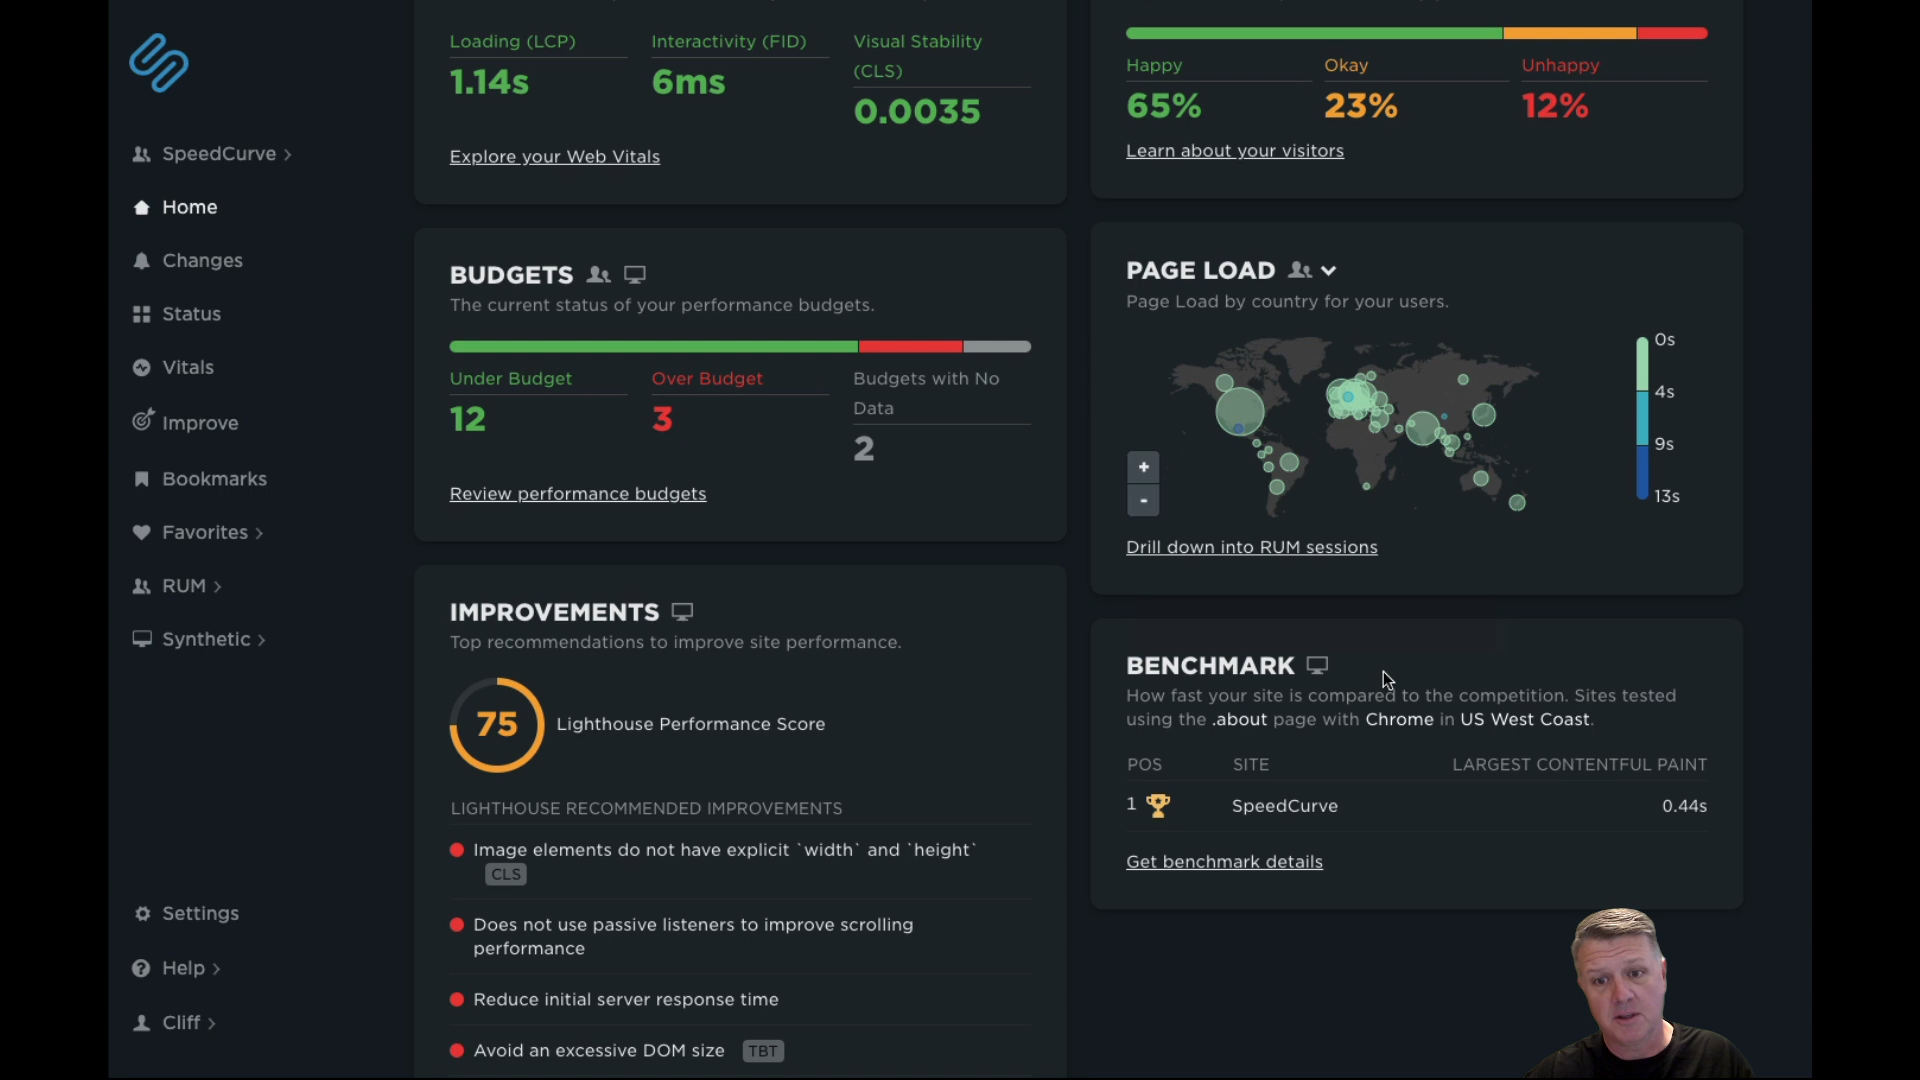 SpeedCurve
Home
Changes
Status
Vitals
Improve
Bookmarks
Favorites
RUM
Synthetic
Settings
Help
Cliff
Loading (LCP)
1.14s
Interactivity (FID)
6ms
Visual Stability
(CLS)
0.0035
Explore your Web Vitals
BUDGETS
The current status of your performance budgets.
Under Budget
12
Over Budget
3
Budgets with No
Data
2
Review performance budgets
IMPROVEMENTS
Top recommendations to improve site performance.
75
Lighthouse Performance Score
LIGHTHOUSE RECOMMENDED IMPROVEMENTS
Image elements do not have explicit `width` and `height`
CLS
Does not use passive listeners to improve scrolling
performance
Reduce initial server response time
Avoid an excessive DOM size TBT
Happy
65%
Okay
23%
Unhappy
12%
Learn about your visitors
PAGE LOAD
Page Load by country for your users.
+
-
0s
4s
9s
13s
Drill down into RUM sessions
BENCHMARK
How fast your site is compared to the competition. Sites tested
using the .about page with Chrome in US West Coast.
POS SITE LARGEST CONTENTFUL PAINT
1 SpeedCurve 0.44s
Get benchmark details